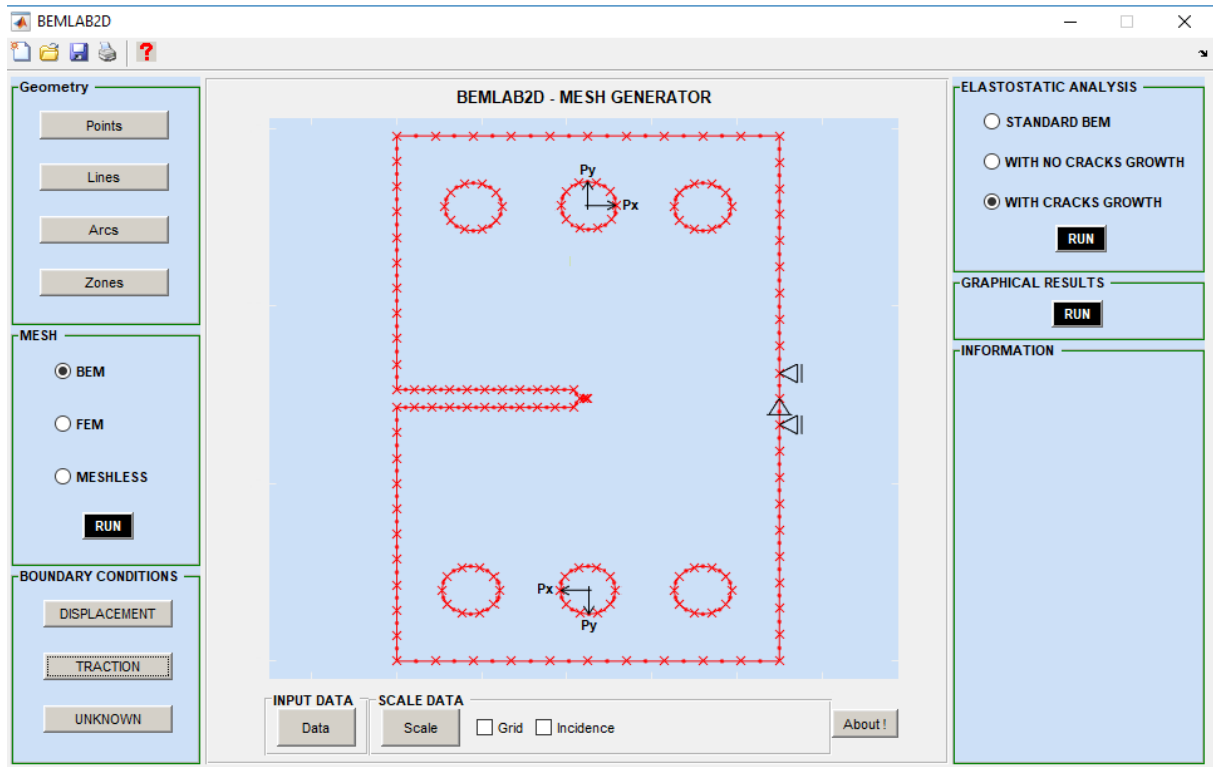 BEMLAB2D
?
Geometry
Points
Lines
Arcs
Zones
MESH
BEM
FEM
MESHLESS
RUN
BOUNDARY CONDITIONS
DISPLACEMENT
TRACTION
UNKNOWN
BEMLAB2D - MESH GENERATOR
Py
Px
Px
Py
INPUT DATA
Data
SCALE DATA
Scale
Grid
Incidence
About !
ELASTOSTATIC ANALYSIS
STANDARD BEM
WITH NO CRACKS GROWTH
WITH CRACKS GROWTH
RUN
GRAPHICAL RESULTS
RUN
INFORMATION